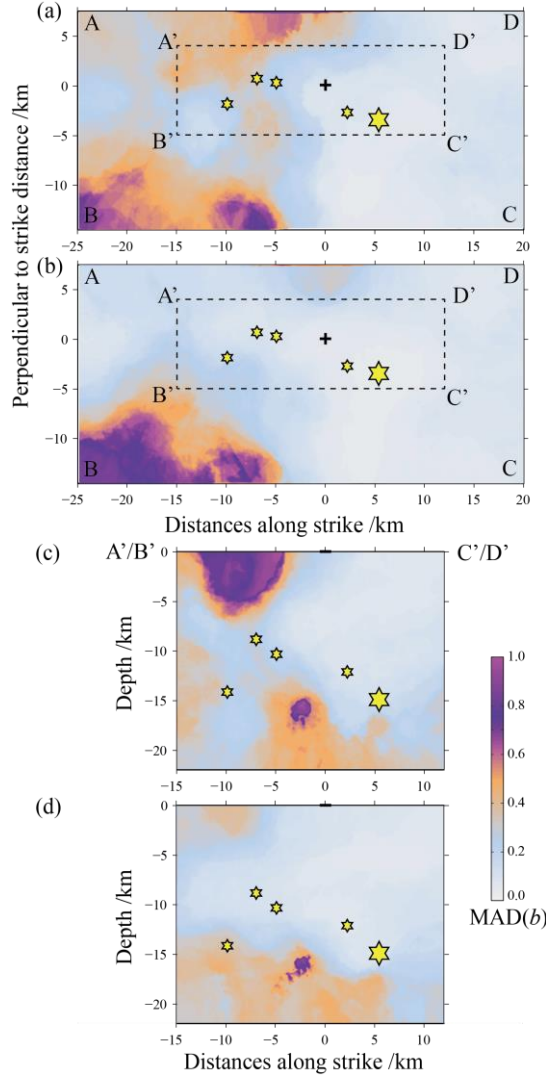 (a)
A
D
A’
D’
B’
C’
B
C
5
0
−5
−10
−25 −20 −15 −10 −5 0 5 10 15 20
Perpendicular to strike distance /km
(b)
A
D
A’
D’
B’
C’
B
C
5
0
−5
−10
−25 −20 −15 −10 −5 0 5 10 15 20
Distances along strike /km
(c)
A’/B’
C’/D’
0
−5
−10
−15
−20
Depth /km
−15 −10 −5 0 5 10
1.0
0.8
0.6
0.4
0.2
0.0
MAD(b)
(d)
0
−5
−10
−15
−20
Depth /km
−15 −10 −5 0 5 10
Distances along strike /km